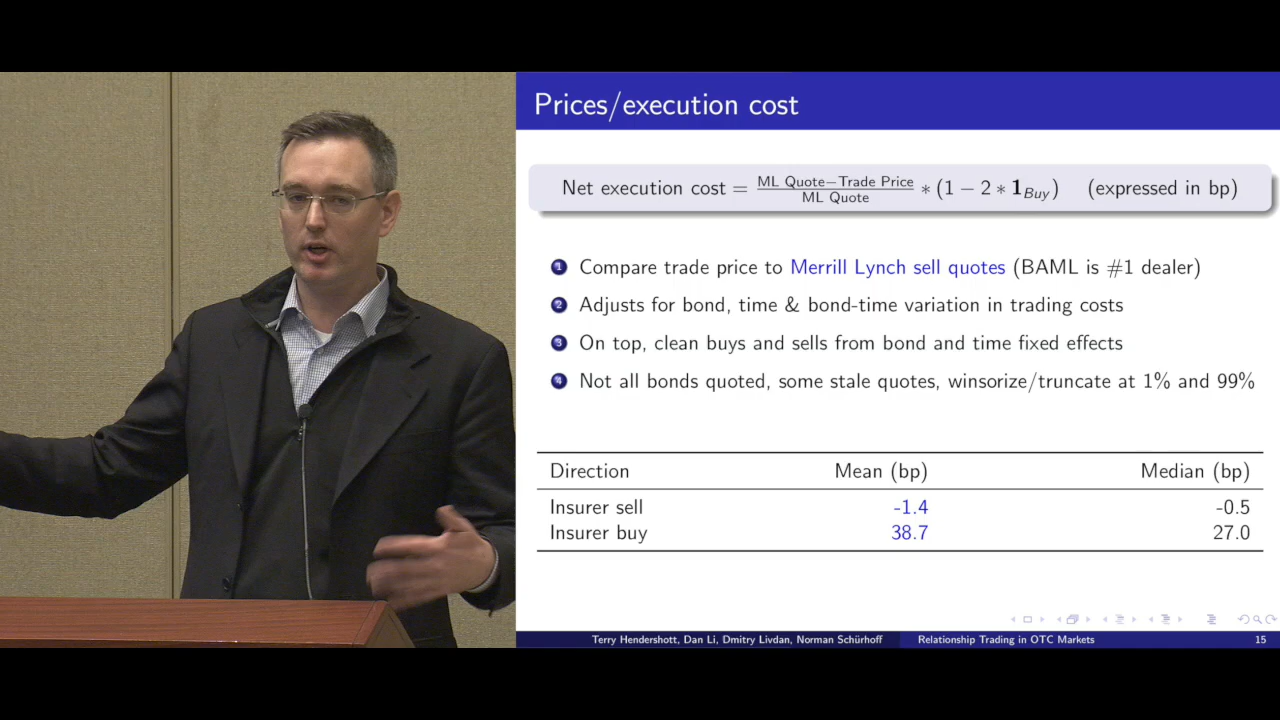 Prices/execution cost
Net execution cost = ML Quote−Trade Price / ML Quote ∗ (1 − 2 ∗ 𝟏_Buy) (expressed in bp)
1 Compare trade price to Merrill Lynch sell quotes (BAML is #1 dealer)
2 Adjusts for bond, time & bond-time variation in trading costs
3 On top, clean buys and sells from bond and time fixed effects
4 Not all bonds quoted, some stale quotes, winsorize/truncate at 1% and 99%
Direction Mean (bp) Median (bp)
Insurer sell -1.4 -0.5
Insurer buy 38.7 27.0
Terry Hendershott, Dan Li, Dmitry Livdan, Norman Schürhoff Relationship Trading in OTC Markets 15